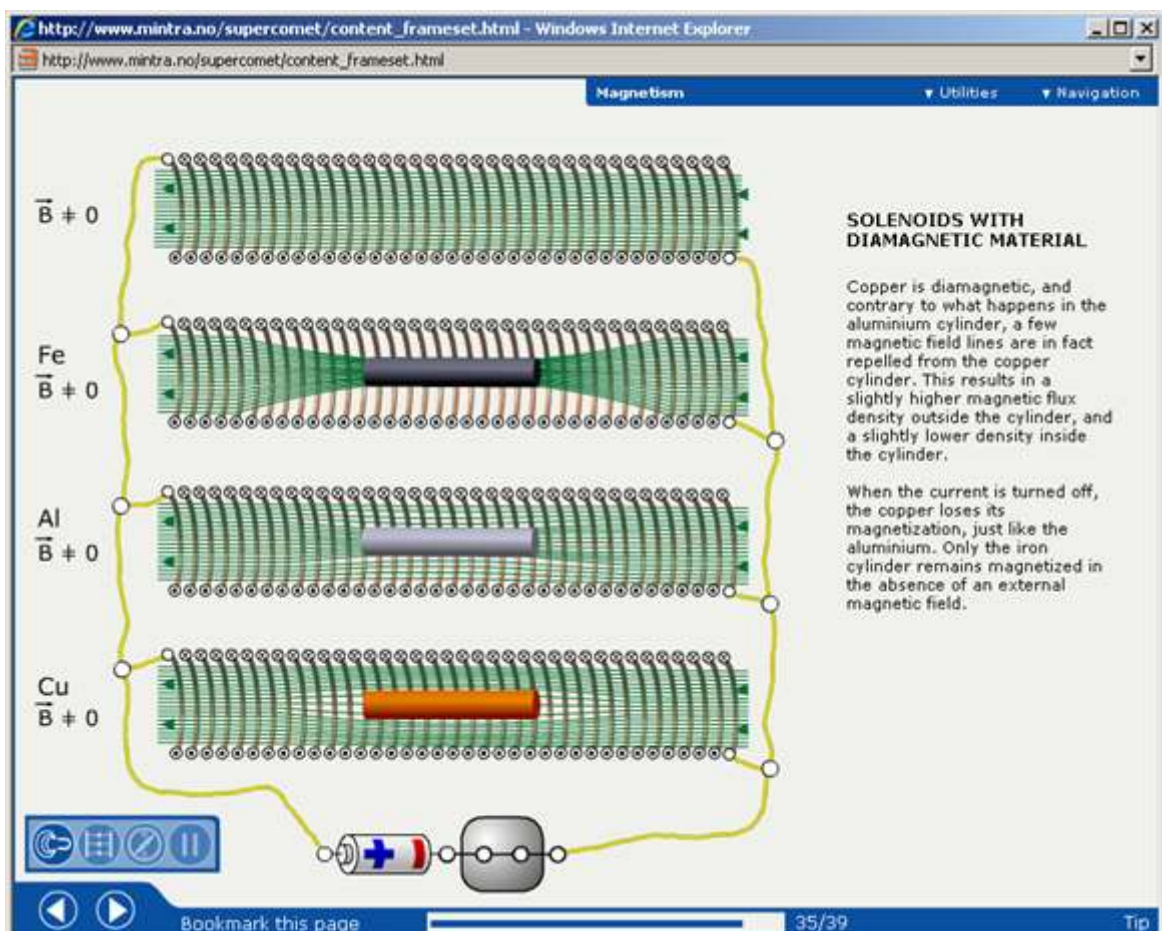 http://www.mintra.no/supercomet/content_frameset.html - Windows Internet Explorer
http://www.mintra.no/supercomet/content_frameset.html
Magnetism
▼ Utilities
▼ Navigation
B ≠ 0
Fe
B ≠ 0
Al
B ≠ 0
Cu
B ≠ 0
SOLENOIDS WITH
DIAMAGNETIC MATERIAL
Copper is diamagnetic, and
contrary to what happens in the
aluminium cylinder, a few
magnetic field lines are in fact
repelled from the copper
cylinder. This results in a
slightly higher magnetic flux
density outside the cylinder, and
a slightly lower density inside
the cylinder.
When the current is turned off,
the copper loses its
magnetization, just like the
aluminium. Only the iron
cylinder remains magnetized in
the absence of an external
magnetic field.
Bookmark this page
35/39
Tip